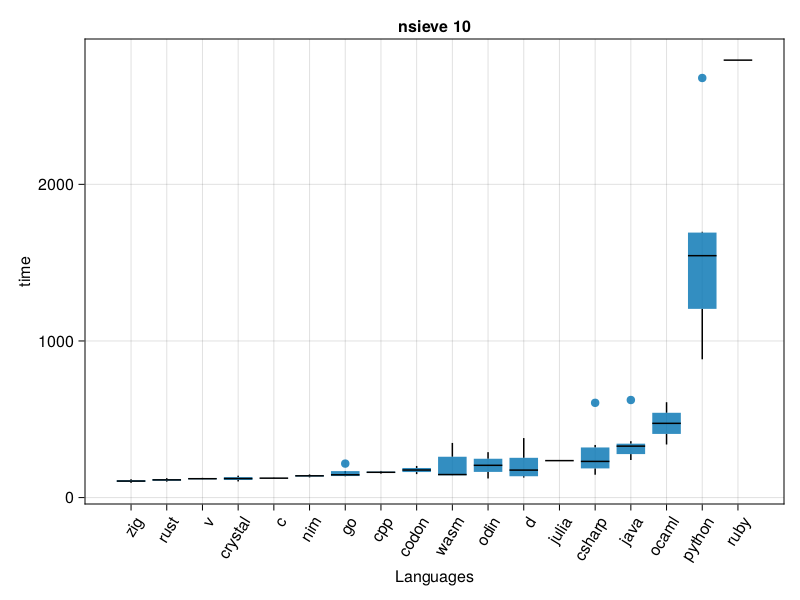 nsieve 10
time
2000
1000
0
zig
rust
v
crystal
c
nim
go
cpp
codon
wasm
odin
d
julia
csharp
java
ocaml
python
ruby
Languages